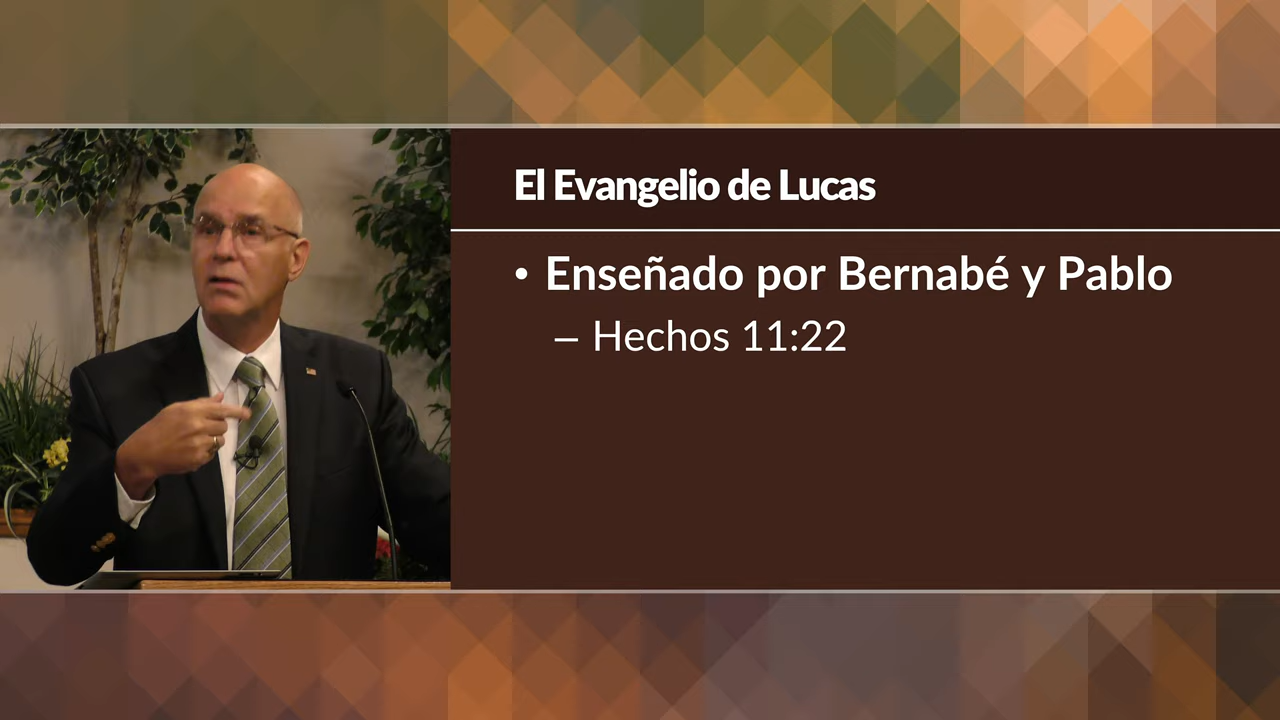 El Evangelio de Lucas
• Enseñado por Bernabé y Pablo
– Hechos 11:22